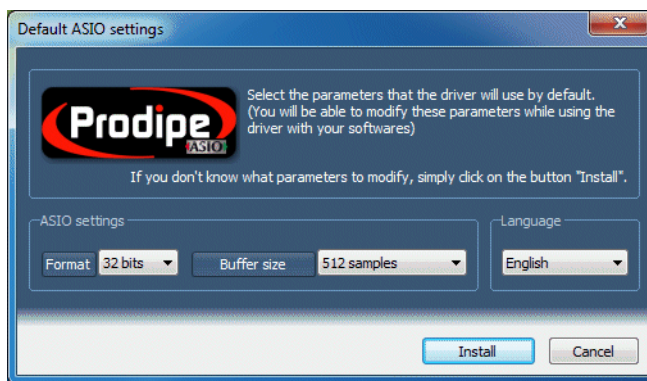 Default ASIO settings
Prodipe
ASIO
Select the parameters that the driver will use by default.
(You will be able to modify these parameters while using the
driver with your softwares)
If you don't know what parameters to modify, simply click on the button "Install".
ASIO settings
Language
Format 32 bits Buffer size 512 samples English
Install Cancel